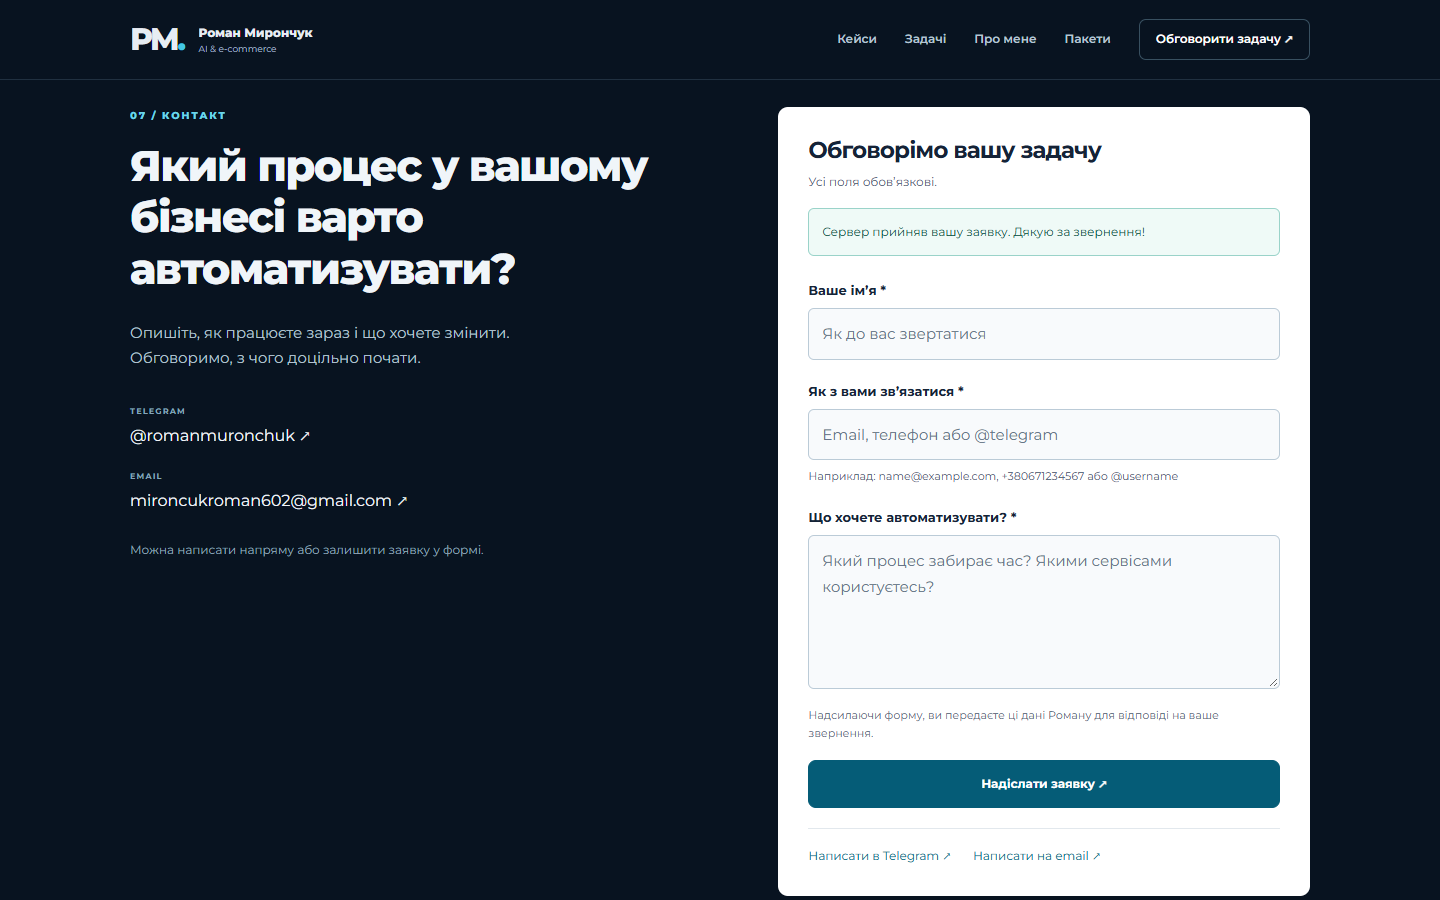 РМ.
Роман Мирончук
AI & e-commerce
Кейси
Задачі
Про мене
Пакети
Обговорити задачу ↗
07 / КОНТАКТ
Який процес у вашому
бізнесі варто
автоматизувати?
Опишіть, як працюєте зараз і що хочете змінити.
Обговоримо, з чого доцільно почати.
TELEGRAM
@romanmuronchuk ↗
EMAIL
mironcukroman602@gmail.com ↗
Можна написати напряму або залишити заявку у формі.
Обговорімо вашу задачу
Усі поля обов’язкові.
Сервер прийняв вашу заявку. Дякую за звернення!
Ваше ім’я *
Як до вас звертатися
Як з вами зв’язатися *
Email, телефон або @telegram
Наприклад: name@example.com, +380671234567 або @username
Що хочете автоматизувати? *
Який процес забирає час? Якими сервісами
користуєтесь?
Надсилаючи форму, ви передаєте ці дані Роману для відповіді на ваше
звернення.
Надіслати заявку ↗
Написати в Telegram ↗
Написати на email ↗